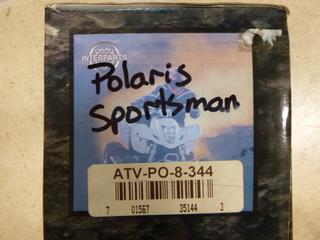 INTERPARTS
Polaris
Sportsman
ATV-PO-8-344
7 01567 35144 3